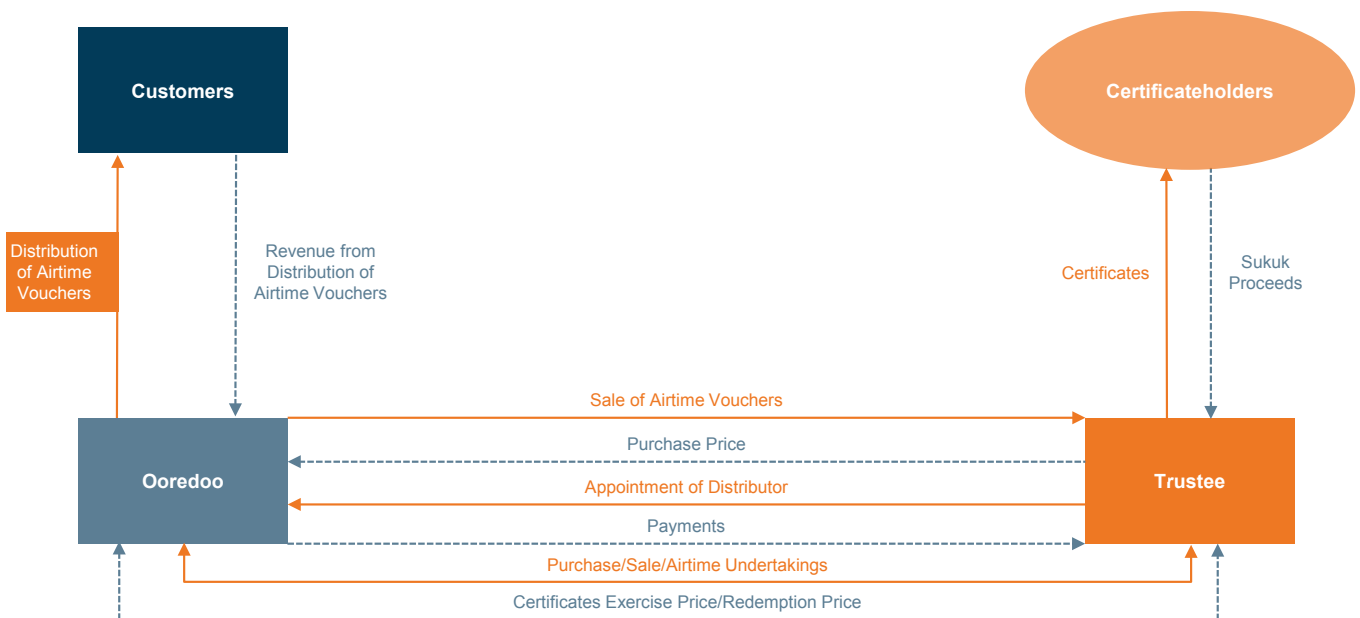 Customers
Certificateholders
Distribution
of Airtime
Vouchers
Revenue from
Distribution of
Airtime Vouchers
Certificates
Sukuk
Proceeds
Sale of Airtime Vouchers
Purchase Price
Ooredoo
Appointment of Distributor
Trustee
Payments
Purchase/Sale/Airtime Undertakings
Certificates Exercise Price/Redemption Price